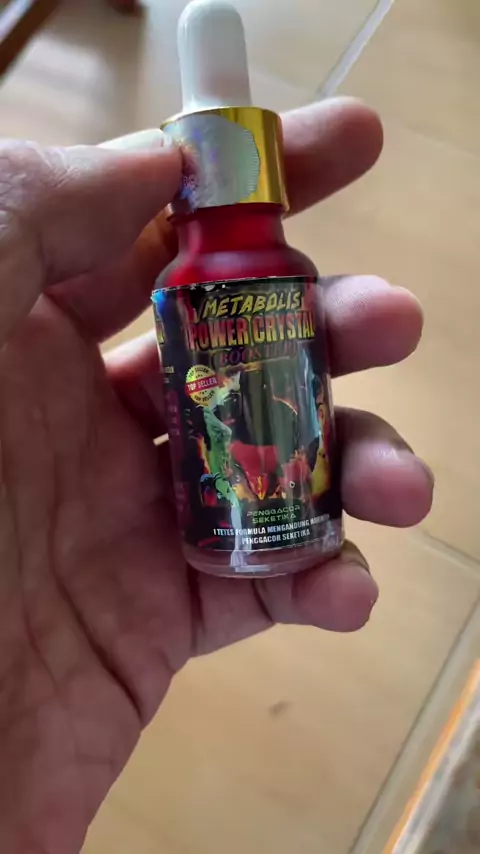 METABOLIS
POWER CRYSTAL
BOOSTER
TOP SELLER
PENGGACOR
SEKETIKA
1 TETES FORMULA MENGANDUNG
PENGGACOR SEKETIKA